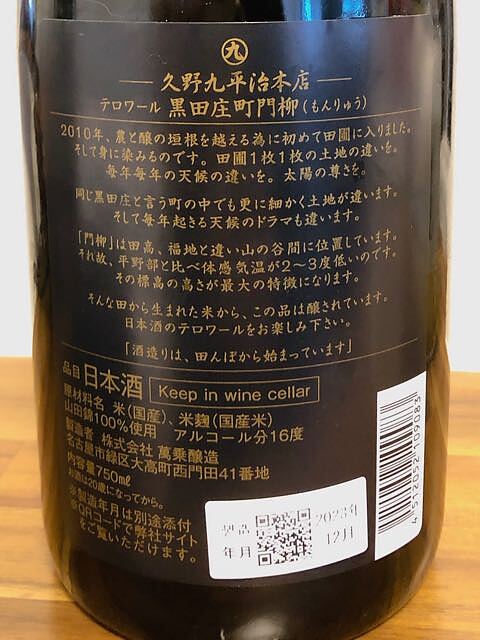 九
久野九平治本店
テロワール 黒田庄町門柳(もんりゅう)
2010年、農と醸の垣根を越える為に初めて田圃に入りました。
そして身に染みるのです。田圃1枚1枚の土地の違いを。
毎年毎年の天候の違いを。太陽の尊さを。
同じ黒田庄と言う町の中でも更に細かく土地が違います。
そして毎年起きる天候のドラマも違います。
「門柳」は田高、福地と違い山の谷間に位置しています。
それ故、平野部と比べ体感気温が2〜3度低いのです。
その標高の高さが最大の特徴になります。
そんな田から生まれた米から、この品は醸されています。
日本酒のテロワールをお楽しみ下さい。
「酒造りは、田んぼから始まっています」
品目 日本酒 Keep in wine cellar
原材料名 米(国産)、米麹(国産米)
山田錦100%使用 アルコール分16度
製造者 株式会社 萬乗醸造
名古屋市緑区大高町西門田41番地
内容量750ml
お酒は20歳になってから。
※製造年月は別途添付
※QRコードで弊社サイト
をご覧いただけます。
製造
年月
2023年
12月
4512052109083